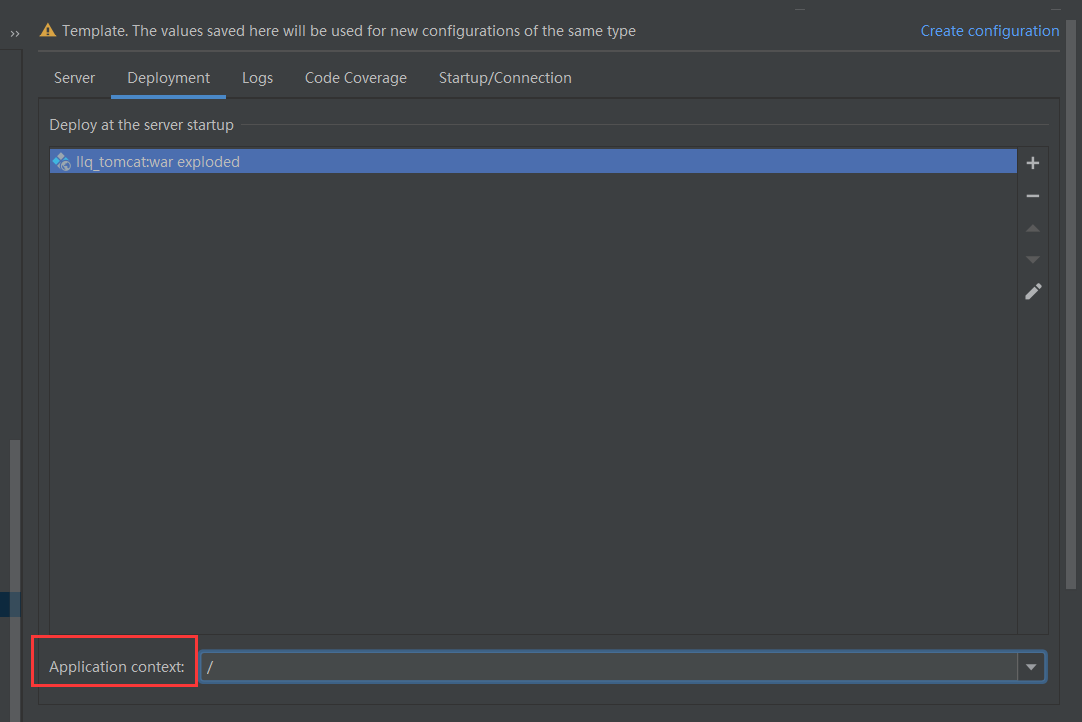 »
Template. The values saved here will be used for new configurations of the same type
Create configuration
Server
Deployment
Logs
Code Coverage
Startup/Connection
Deploy at the server startup
llq_tomcat:war exploded
Application context:
/